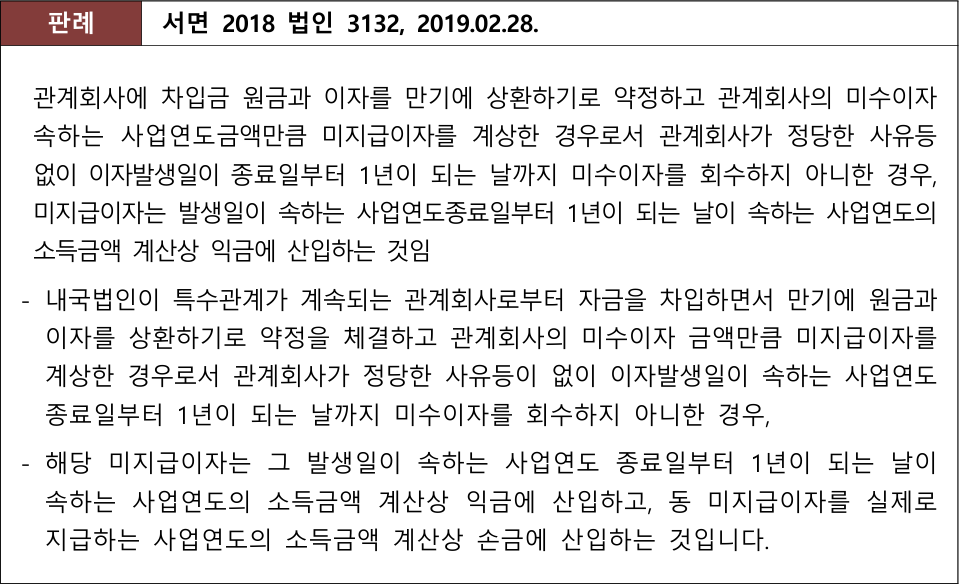 판례
서면 2018 법인 3132, 2019.02.28.
관계회사에 차입금 원금과 이자를 만기에 상환하기로 약정하고 관계회사의 미수이자
속하는 사업연도금액만큼 미지급이자를 계상한 경우로서 관계회사가 정당한 사유등
없이 이자발생일이 종료일부터 1년이 되는 날까지 미수이자를 회수하지 아니한 경우,
미지급이자는 발생일이 속하는 사업연도종료일부터 1년이 되는 날이 속하는 사업연도의
소득금액 계산상 익금에 산입하는 것임
- 내국법인이 특수관계가 계속되는 관계회사로부터 자금을 차입하면서 만기에 원금과
이자를 상환하기로 약정을 체결하고 관계회사의 미수이자 금액만큼 미지급이자를
계상한 경우로서 관계회사가 정당한 사유등이 없이 이자발생일이 속하는 사업연도
종료일부터 1년이 되는 날까지 미수이자를 회수하지 아니한 경우,
- 해당 미지급이자는 그 발생일이 속하는 사업연도 종료일부터 1년이 되는 날이
속하는 사업연도의 소득금액 계산상 익금에 산입하고, 동 미지급이자를 실제로
지급하는 사업연도의 소득금액 계산상 손금에 산입하는 것입니다.